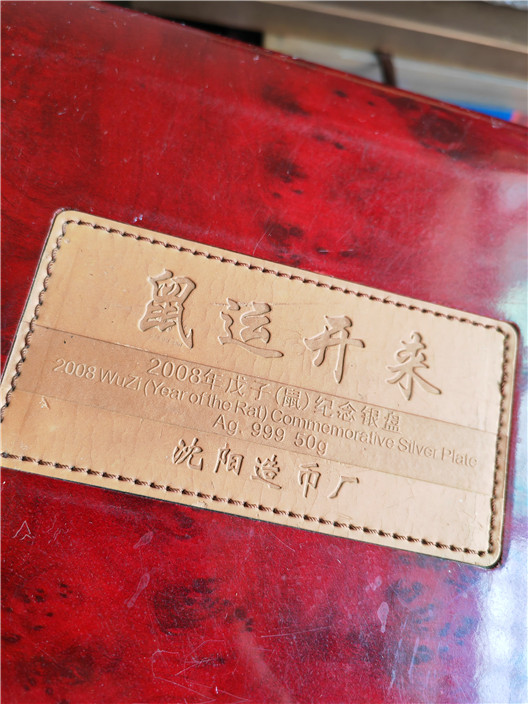 鼠运开来
2008年戊子(鼠)纪念银盘
2008 WuZi (Year of the Rat) Commemorative Silver Plate
Ag. 999 50g
沈阳造币厂